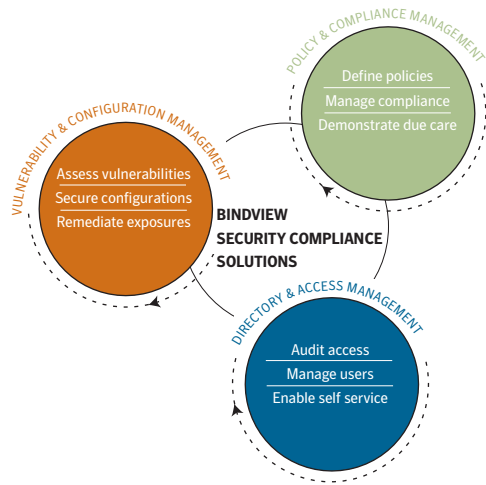 POLICY & COMPLIANCE MANAGEMENT
Define policies
Manage compliance
Demonstrate due care
VULNERABILITY & CONFIGURATION MANAGEMENT
Assess vulnerabilities
Secure configurations
Remediate exposures
BINDVIEW
SECURITY COMPLIANCE
SOLUTIONS
DIRECTORY & ACCESS MANAGEMENT
Audit access
Manage users
Enable self service